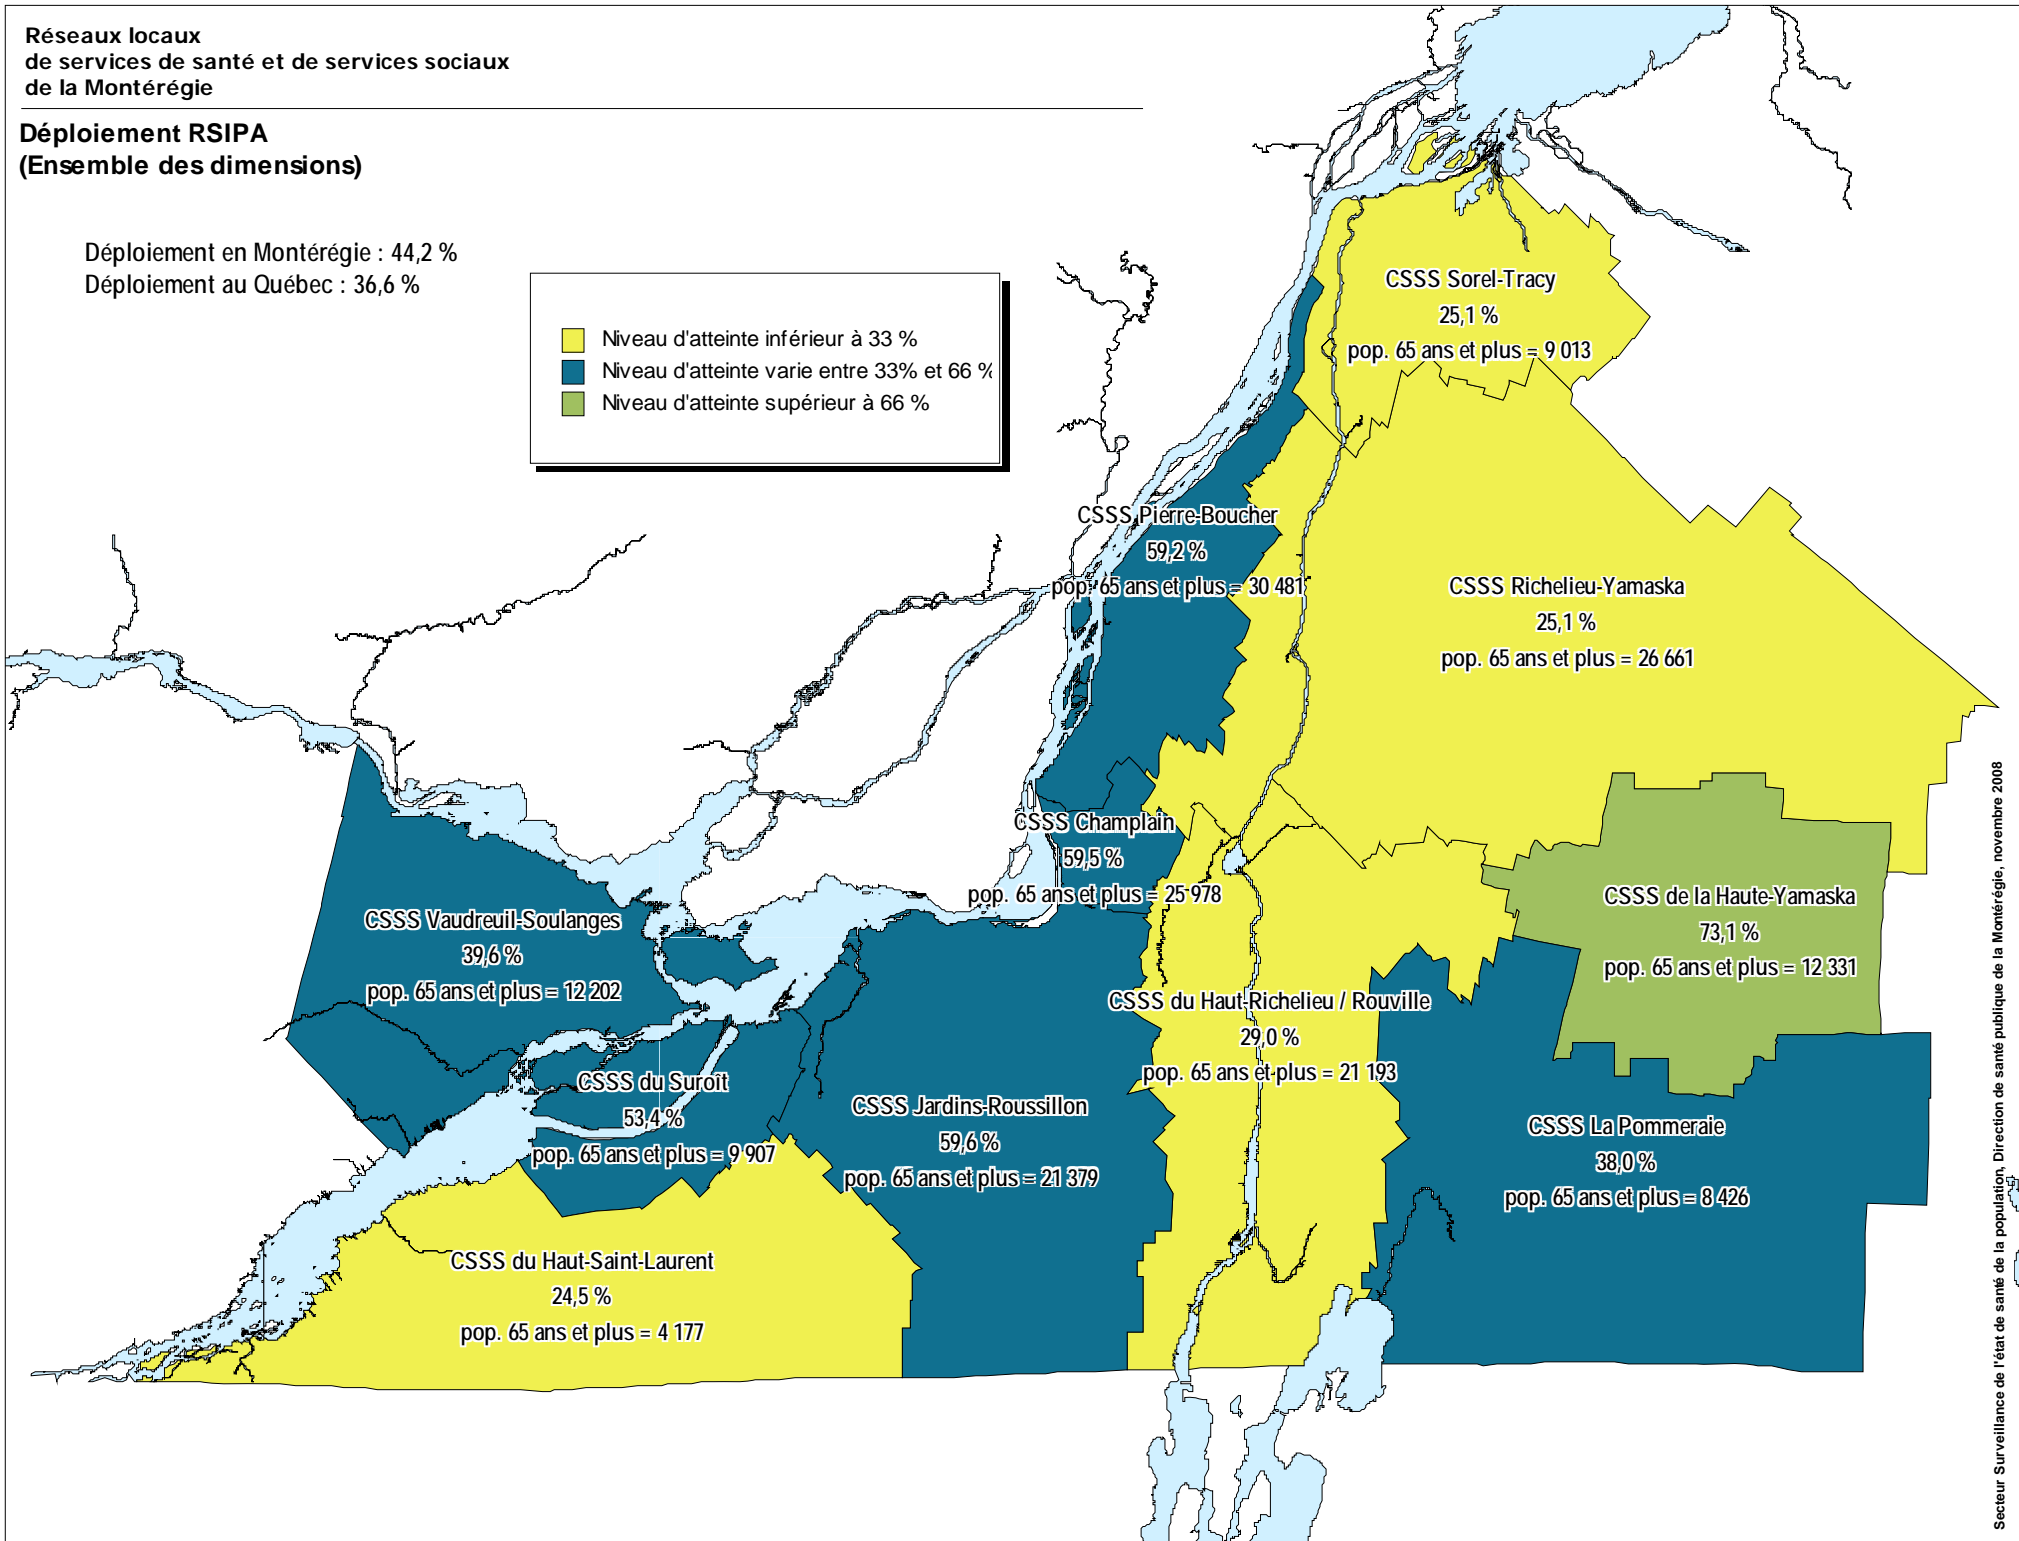 Réseaux locaux
de services de santé et de services sociaux
de la Montérégie
Déploiement RSIPA
(Ensemble des dimensions)
Déploiement en Montérégie : 44,2 %
Déploiement au Québec : 36,6 %
Niveau d'atteinte inférieur à 33 %
Niveau d'atteinte varie entre 33% et 66 %
Niveau d'atteinte supérieur à 66 %
CSSS Sorel-Tracy
25,1 %
pop. 65 ans et plus = 9 013
CSSS Pierre-Boucher
59,2 %
pop. 65 ans et plus = 30 481
CSSS Richelieu-Yamaska
25,1 %
pop. 65 ans et plus = 26 661
CSSS Champlain
59,5 %
pop. 65 ans et plus = 25 978
CSSS de la Haute-Yamaska
73,1 %
pop. 65 ans et plus = 12 331
CSSS Vaudreuil-Soulanges
39,6 %
pop. 65 ans et plus = 12 202
CSSS du Haut-Richelieu / Rouville
29,0 %
pop. 65 ans et plus = 21 193
CSSS du Suroît
53,4 %
pop. 65 ans et plus = 9 907
CSSS Jardins-Roussillon
59,6 %
pop. 65 ans et plus = 21 379
CSSS La Pommeraie
38,0 %
pop. 65 ans et plus = 8 426
CSSS du Haut-Saint-Laurent
24,5 %
pop. 65 ans et plus = 4 177
Secteur Surveillance de l'état de santé de la population, Direction de santé publique de la Montérégie, novembre 2008